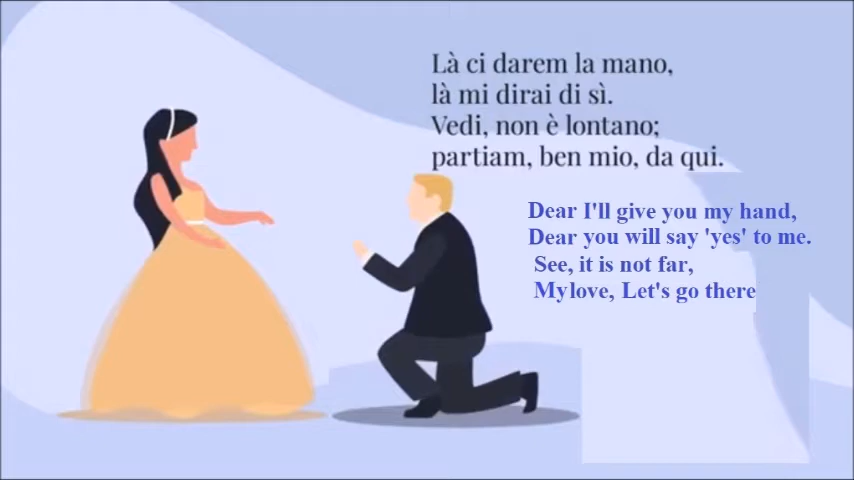 Là ci darem la mano,
là mi dirai di sì.
Vedi, non è lontano;
partiam, ben mio, da qui.
Dear I'll give you my hand,
Dear you will say 'yes' to me.
See, it is not far,
Mylove, Let's go there